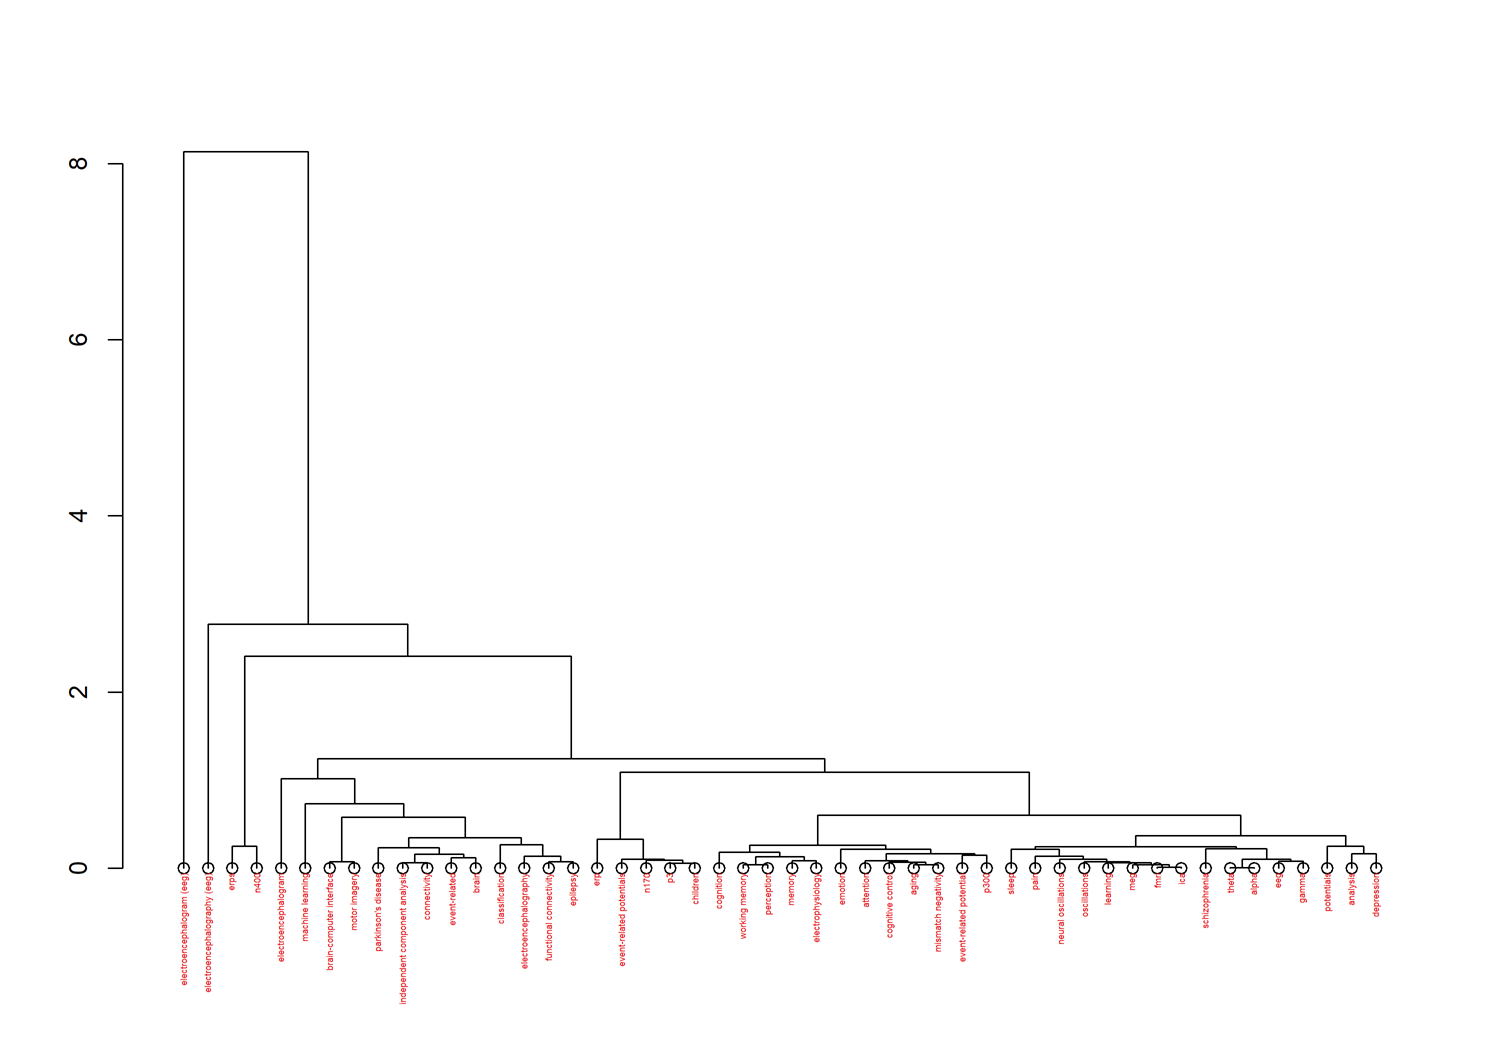 8
6
4
2
0
electroencephalogram (eeg)
electroencephalography (eeg)
erps
n400
electroencephalogram
machine learning
brain-computer interface
motor imagery
parkinson's disease
independent component analysis
connectivity
event-related
brain
classification
electroencephalography
functional connectivity
epilepsy
erp
event-related potentials
n170
p3
children
cognition
working memory
perception
memory
electrophysiology
emotion
attention
cognitive control
aging
mismatch negativity
event-related potential
p300
sleep
pain
neural oscillations
oscillations
learning
meg
fmri
ica
schizophrenia
theta
alpha
eeg
gamma
potentials
analysis
depression